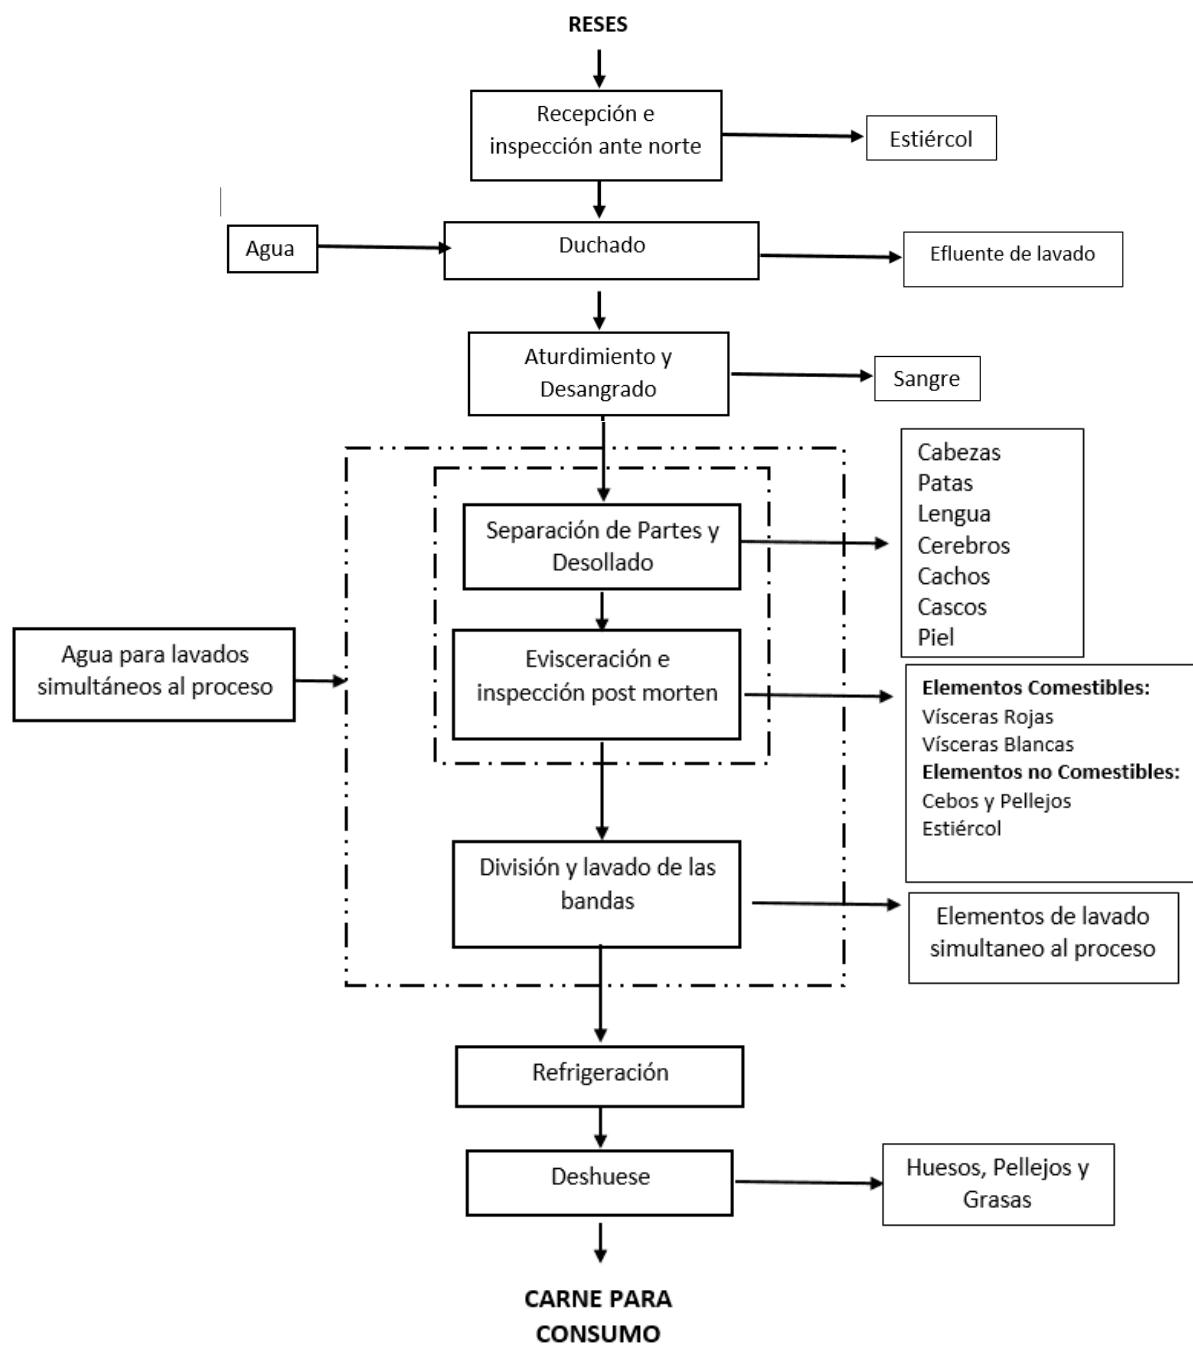 RESES
Recepción e
inspección ante norte
Estiércol
Agua
Duchado
Efluente de lavado
Aturdimiento y
Desangrado
Sangre
Separación de Partes y
Desollado
Cabezas
Patas
Lengua
Cerebros
Cachos
Cascos
Piel
Agua para lavados
simultáneos al proceso
Evisceración e
inspección post morten
Elementos Comestibles:
Vísceras Rojas
Vísceras Blancas
Elementos no Comestibles:
Cebos y Pellejos
Estiércol
División y lavado de las
bandas
Elementos de lavado
simultaneo al proceso
Refrigeración
Deshuese
Huesos, Pellejos y
Grasas
CARNE PARA
CONSUMO